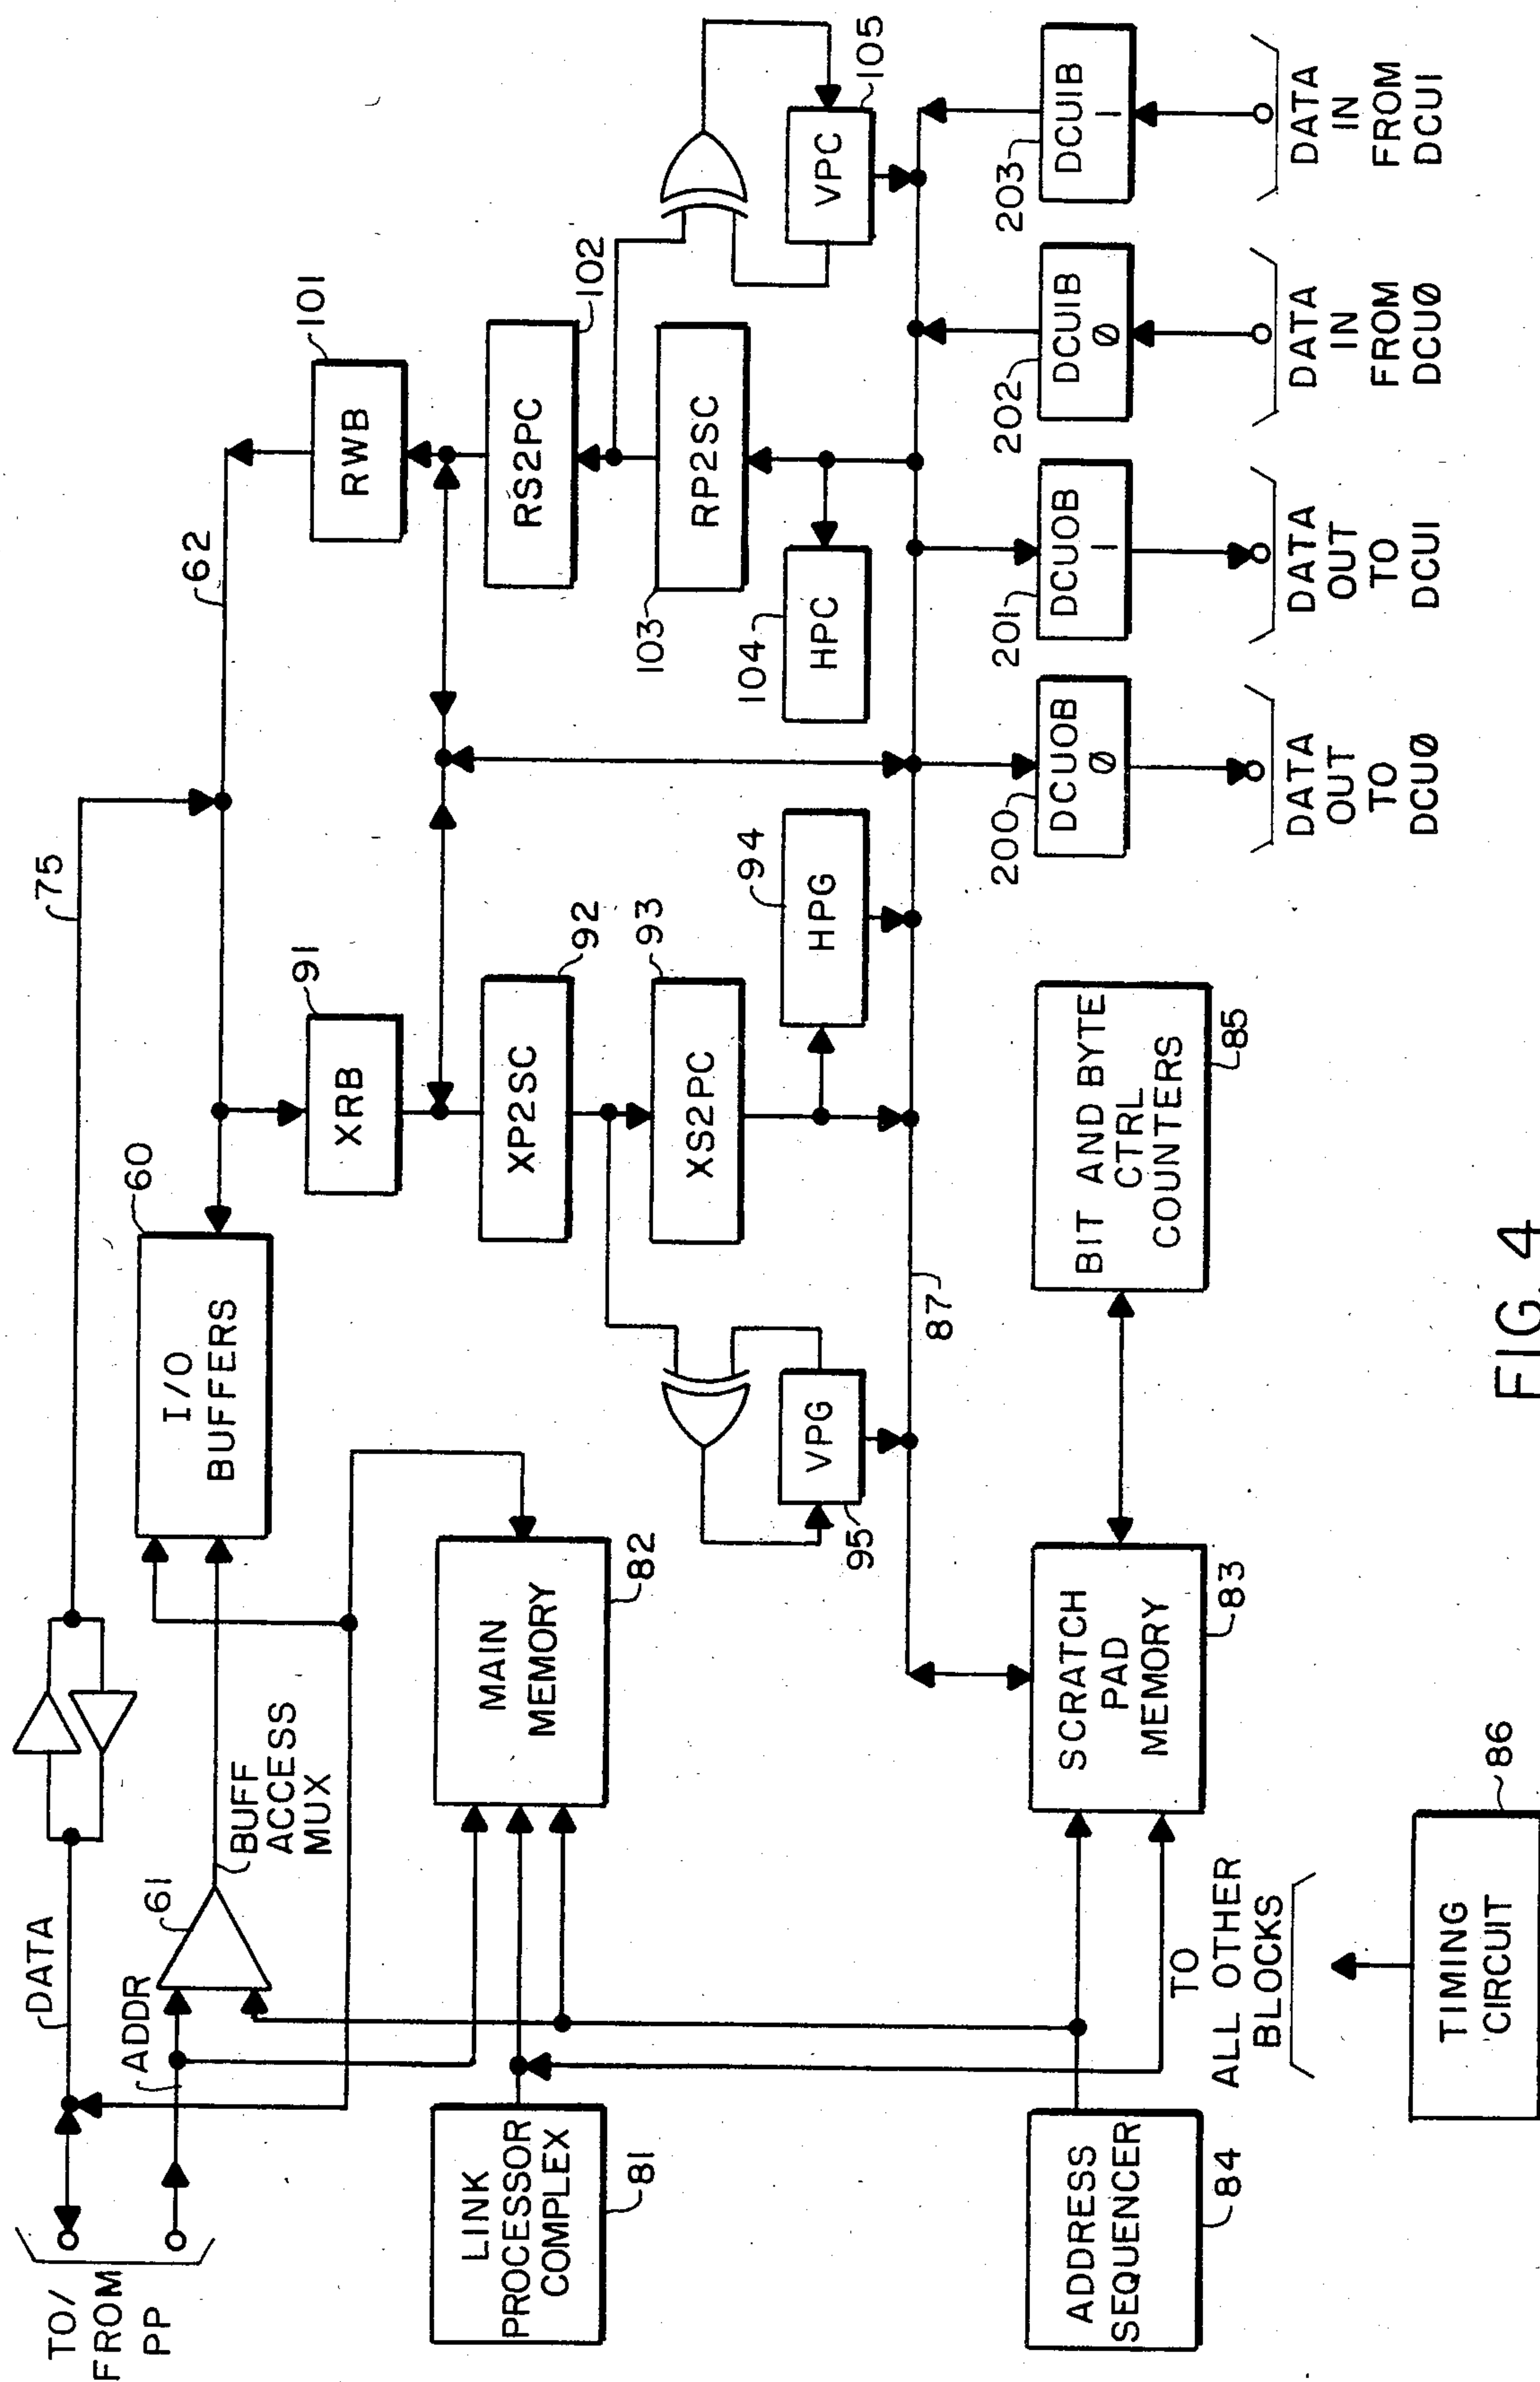 TO/
FROM
PP
DATA
ADDR
61
BUFF
ACCESS
MUX
75
62
I/O
BUFFERS
60
LINK
PROCESSOR
COMPLEX
81
MAIN
MEMORY
82
XRB
91
XP2SC
92
XS2PC
93
HPG
94
VPG
95
RWB
101
RS2PC
102
RP2SC
103
HPC
104
VPC
105
87
ADDRESS
SEQUENCER
84
SCRATCH
PAD
MEMORY
83
BIT AND BYTE
CTRL
COUNTERS
85
DCUOB
Ø
200
DCUOB
1
201
DCUIB
Ø
202
DCUIB
1
203
DATA
OUT
TO
DCUØ
DATA
OUT
TO
DCU1
DATA
IN
FROM
DCUØ
DATA
IN
FROM
DCU1
TO
ALL OTHER
BLOCKS
TIMING
CIRCUIT
86
FIG. 4